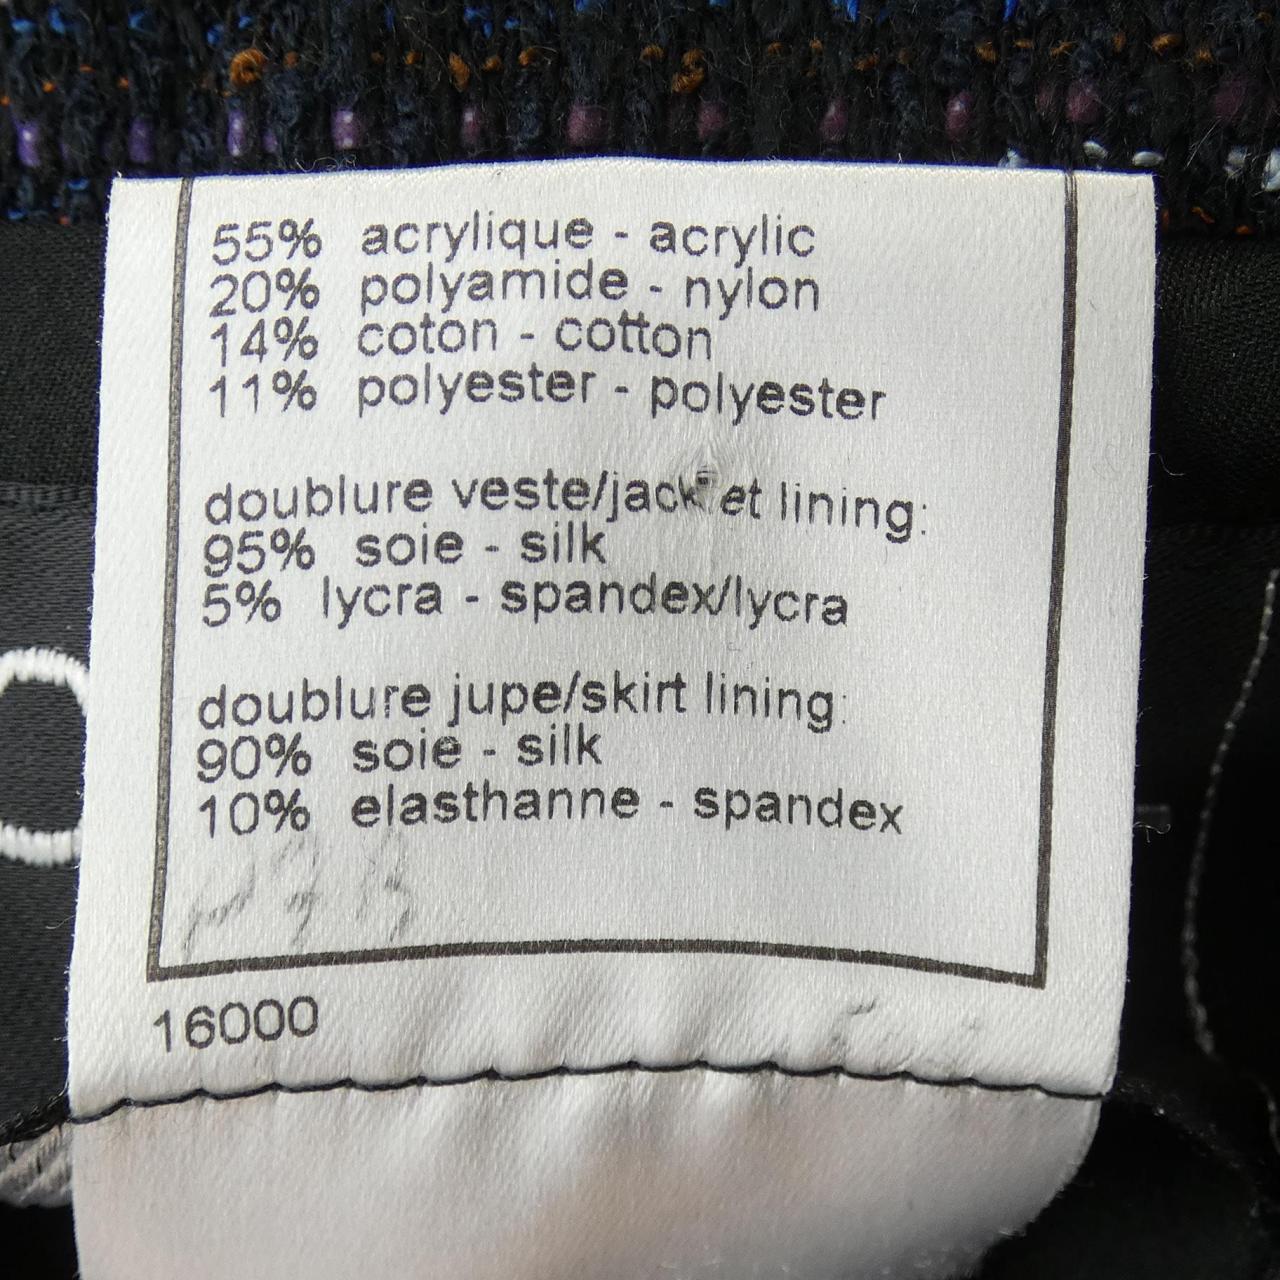 55% acrylique - acrylic
20% polyamide - nylon
14% coton - cotton
11% polyester - polyester
doublure veste/jacket lining:
95% soie - silk
5% lycra - spandex/lycra
doublure jupe/skirt lining:
90% soie - silk
10% elasthanne - spandex
16000